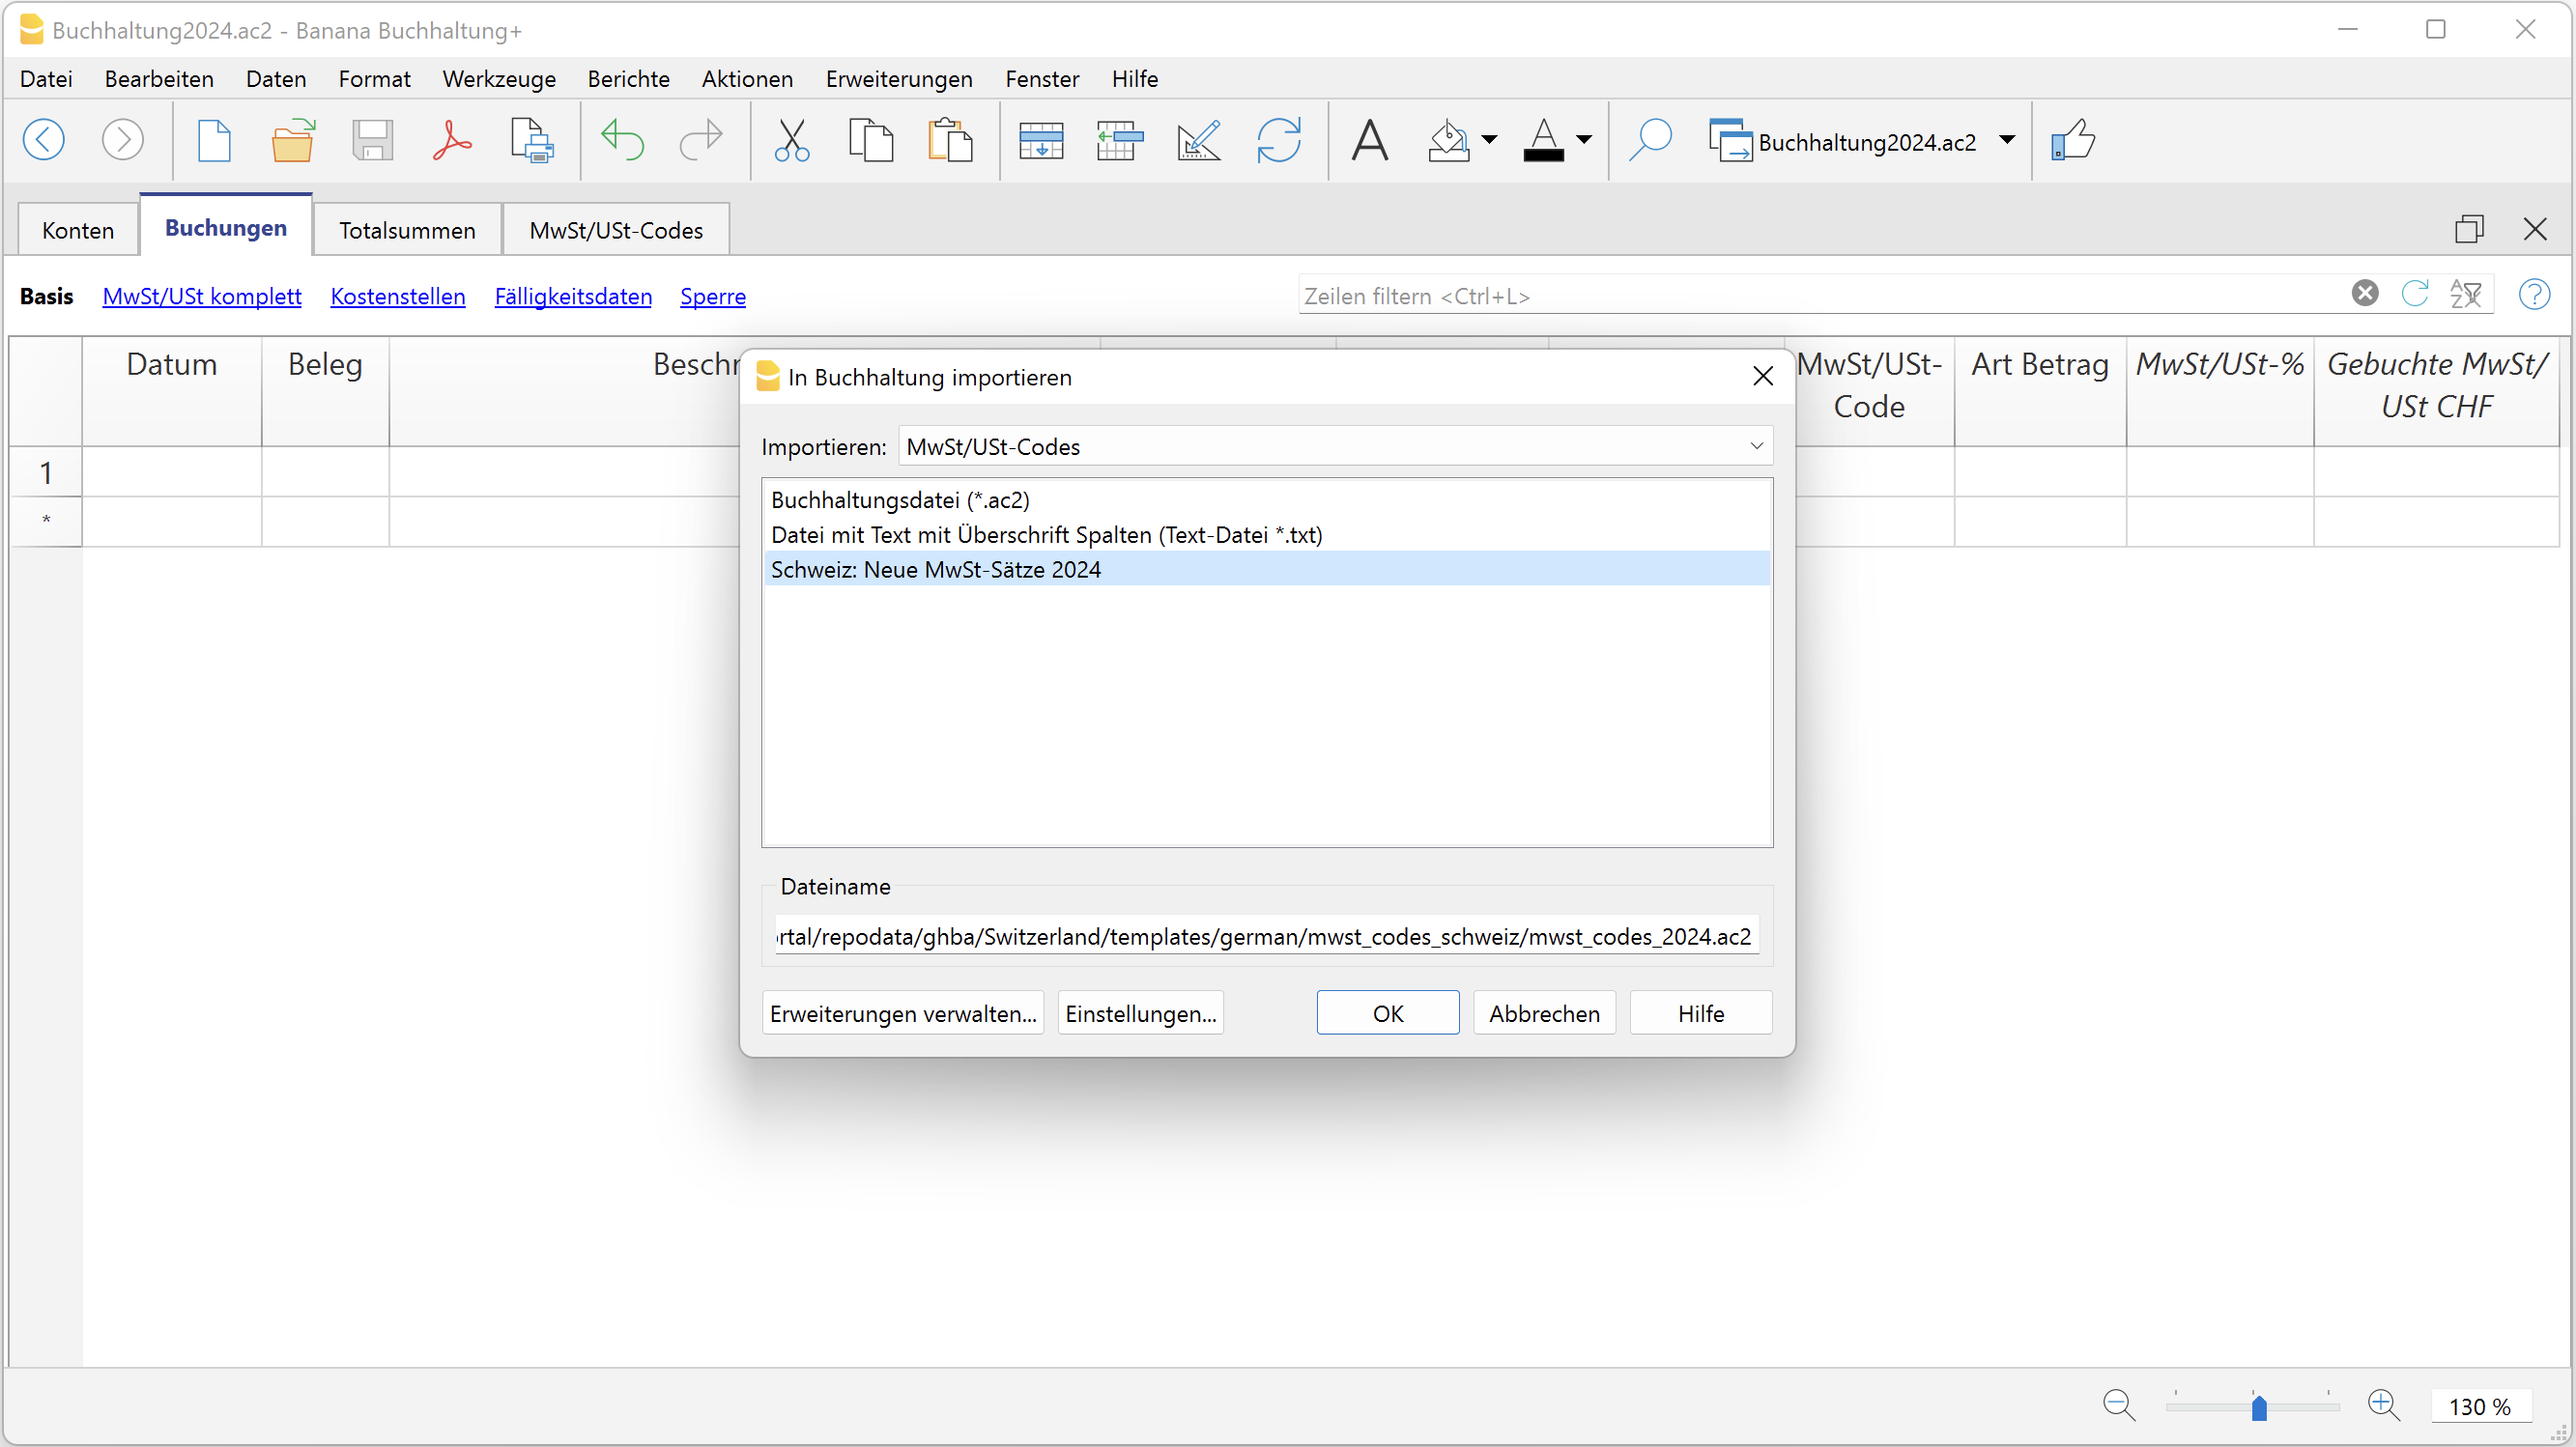 Buchhaltung2024.ac2 - Banana Buchhaltung+
Datei Bearbeiten Daten Format Werkzeuge Berichte Aktionen Erweiterungen Fenster Hilfe
Buchhaltung2024.ac2
Konten Buchungen Totalsummen MwSt/USt-Codes
Basis MwSt/USt komplett Kostenstellen Fälligkeitsdaten Sperre Zeilen filtern <Ctrl+L>
Datum Beleg Beschr MwSt/USt- Art Betrag MwSt/USt-% Gebuchte MwSt/
Code USt CHF
1
*
In Buchhaltung importieren
Importieren: MwSt/USt-Codes
Buchhaltungsdatei (*.ac2)
Datei mit Text mit Überschrift Spalten (Text-Datei *.txt)
Schweiz: Neue MwSt-Sätze 2024
Dateiname
rtal/repodata/ghba/Switzerland/templates/german/mwst_codes_schweiz/mwst_codes_2024.ac2
Erweiterungen verwalten... Einstellungen... OK Abbrechen Hilfe
130 %